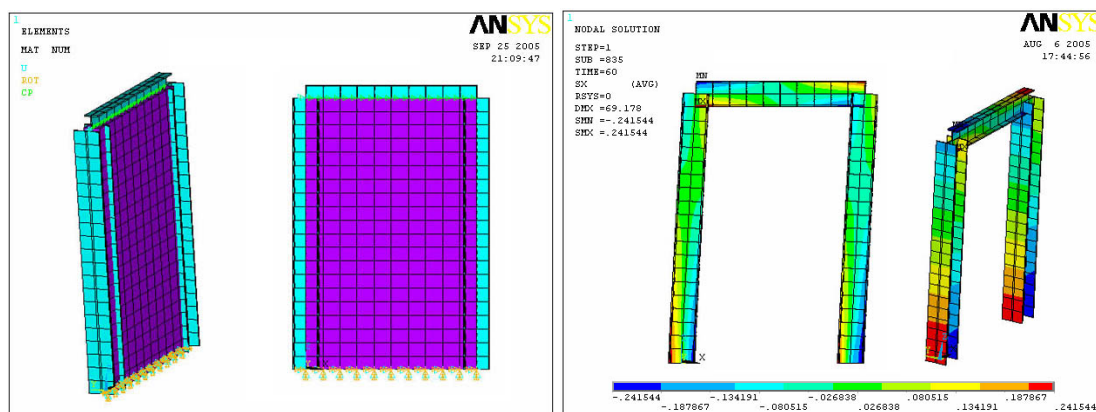 1
ANSYS
ELEMENTS
SEP 25 2005
21:09:47
MAT NUM
U
ROT
CP
X
1
ANSYS
NODAL SOLUTION
AUG 6 2005
17:44:56
STEP=1
SUB =835
TIME=60
SX (AVG)
RSYS=0
DMX =69.178
SMN =-.241544
SMX =.241544
MN
MX
X
-.241544 -.134191 -.026838 .080515 .187867
-.187867 -.080515 .026838 .134191 .241544